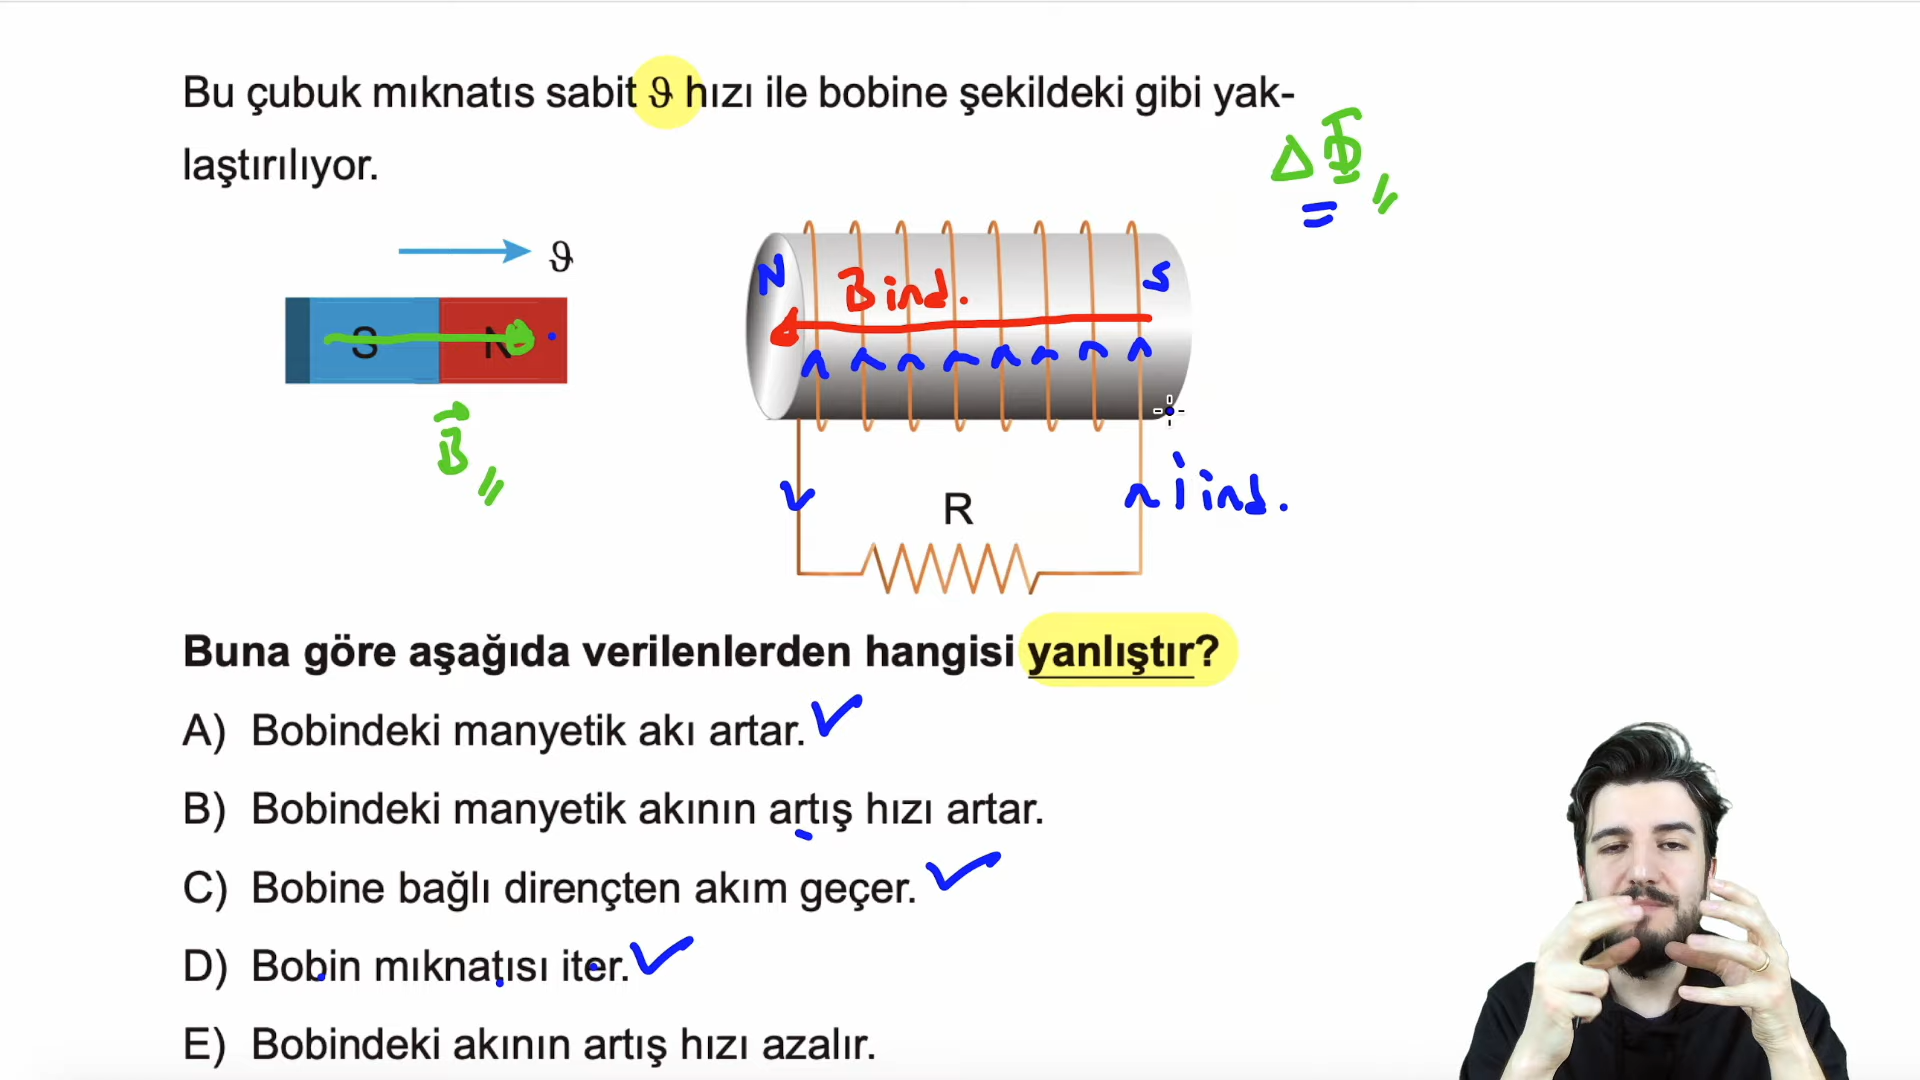 Bu çubuk mıknatıs sabit ϑ hızı ile bobine şekildeki gibi yak-
laştırılıyor.
ΔΦ
=
ϑ
S N
B
N
B ind.
S
i ind.
R
Buna göre aşağıda verilenlerden hangisi yanlıştır?
A) Bobindeki manyetik akı artar.
B) Bobindeki manyetik akının artış hızı artar.
C) Bobine bağlı dirençten akım geçer.
D) Bobin mıknatısı iter.
E) Bobindeki akının artış hızı azalır.